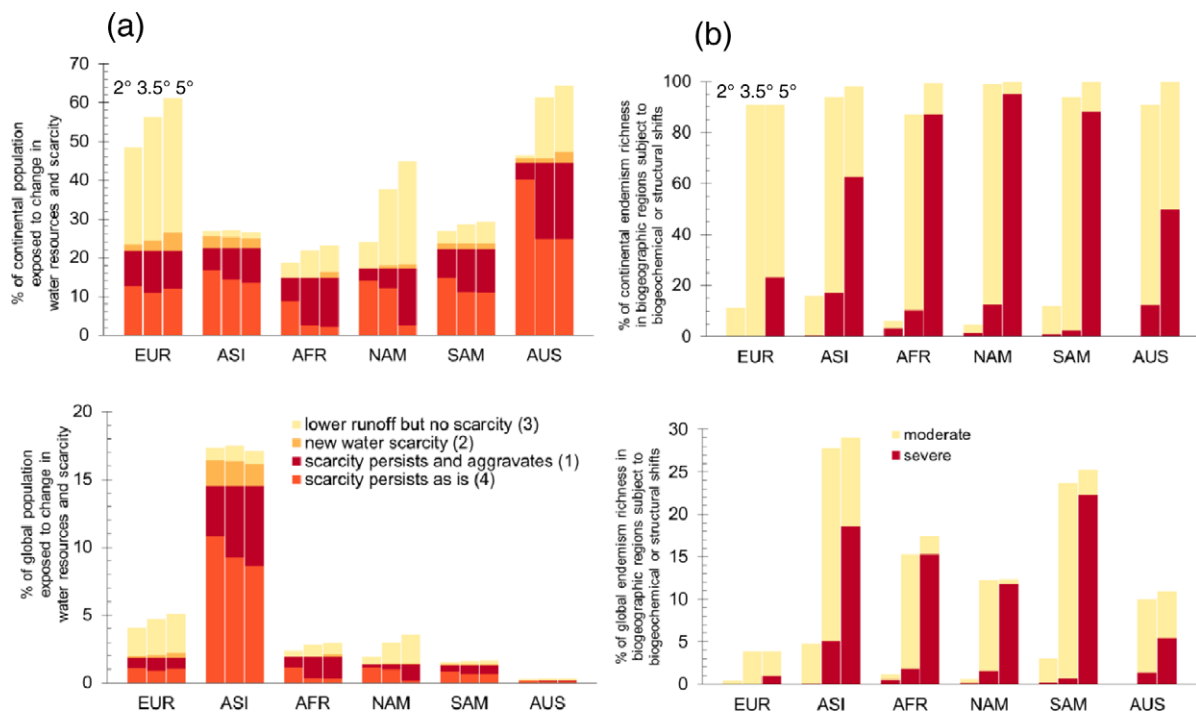 (a)
% of continental population
exposed to change in
water resources and scarcity
70
60
50
40
30
20
10
0
2° 3.5° 5°
EUR ASI AFR NAM SAM AUS
(b)
% of continental endemism richness
in biogeographic regions subject to
biogeochemical or structural shifts
100
80
60
40
20
0
2° 3.5° 5°
EUR ASI AFR NAM SAM AUS
% of global population
exposed to change in
water resources and scarcity
20
15
10
5
0
lower runoff but no scarcity (3)
new water scarcity (2)
scarcity persists and aggravates (1)
scarcity persists as is (4)
EUR ASI AFR NAM SAM AUS
% of global endemism richness in
biogeographic regions subject to
biogeochemical or structural shifts
30
25
20
15
10
5
0
moderate
severe
EUR ASI AFR NAM SAM AUS